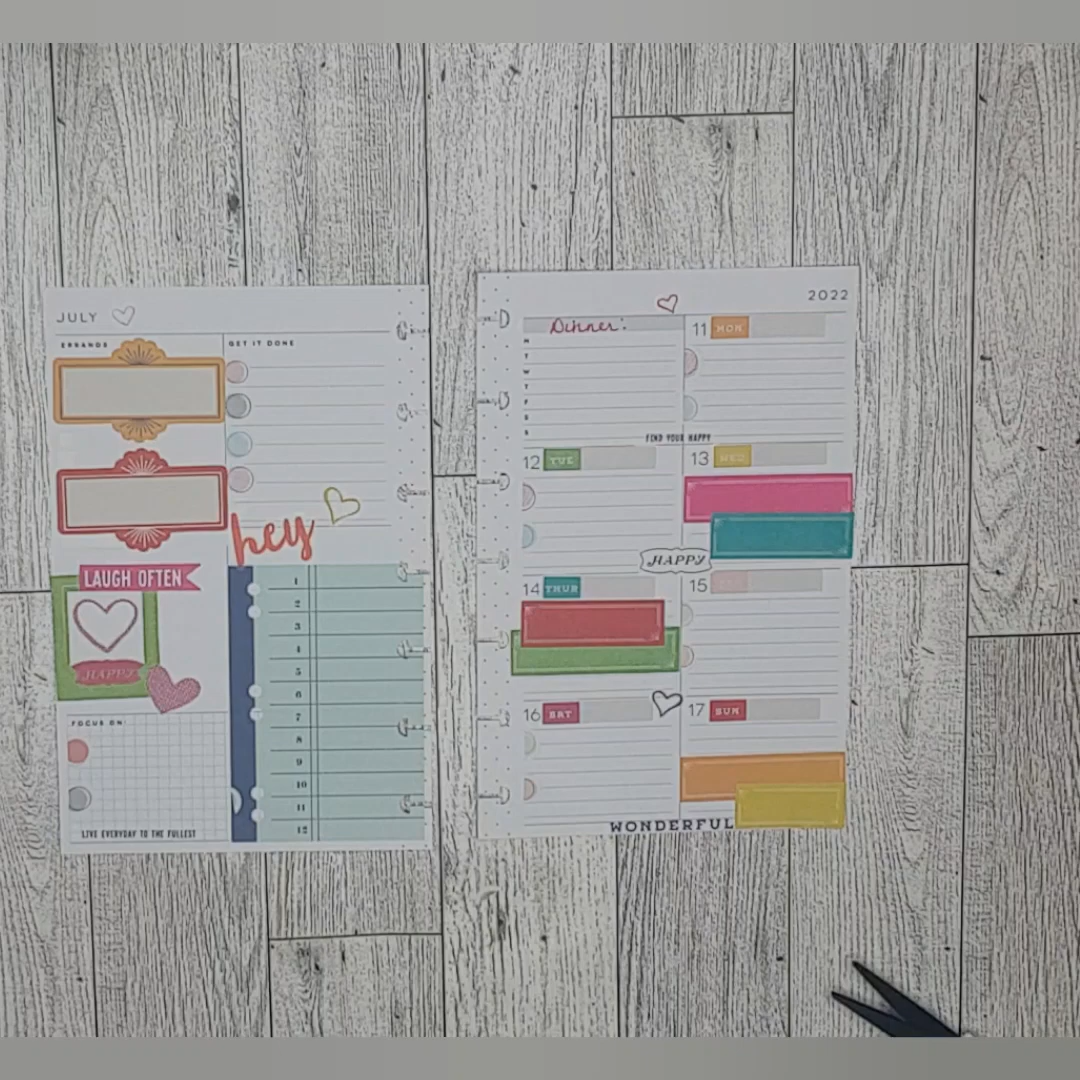 JULY
ERRANDS
GET IT DONE
hey
LAUGH OFTEN
HAPPY
FOCUS ON:
LIVE EVERYDAY TO THE FULLEST
1
2
3
4
5
6
7
8
9
10
11
12
2022
Dinner:
M
T
W
T
F
S
S
11 MON
FIND YOUR HAPPY
12 TUE
13 WED
HAPPY
14 THUR
15
16 SAT
17 SUN
WONDERFUL